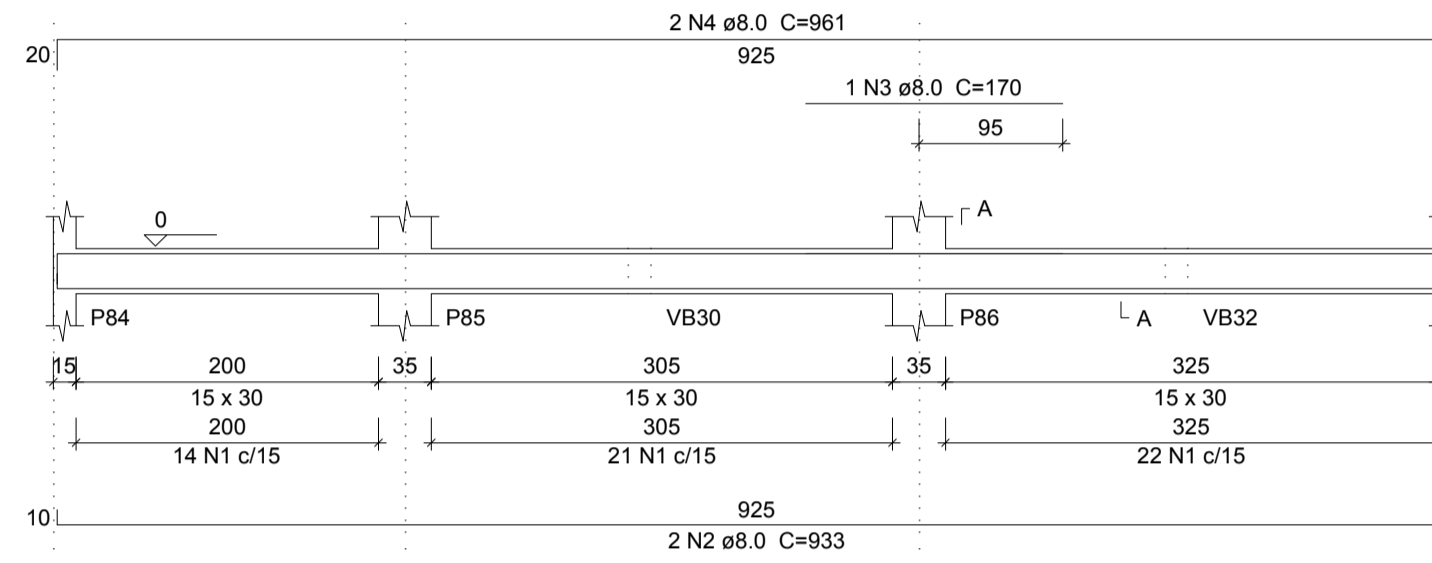 2 N4 ø8.0 C=961
20
925
1 N3 ø8.0 C=170
95
A
0
P84 P85 VB30 P86 A VB32
15 200 35 305 35 325
15 x 30 15 x 30 15 x 30
200 305 325
14 N1 c/15 21 N1 c/15 22 N1 c/15
925
10
2 N2 ø8.0 C=933